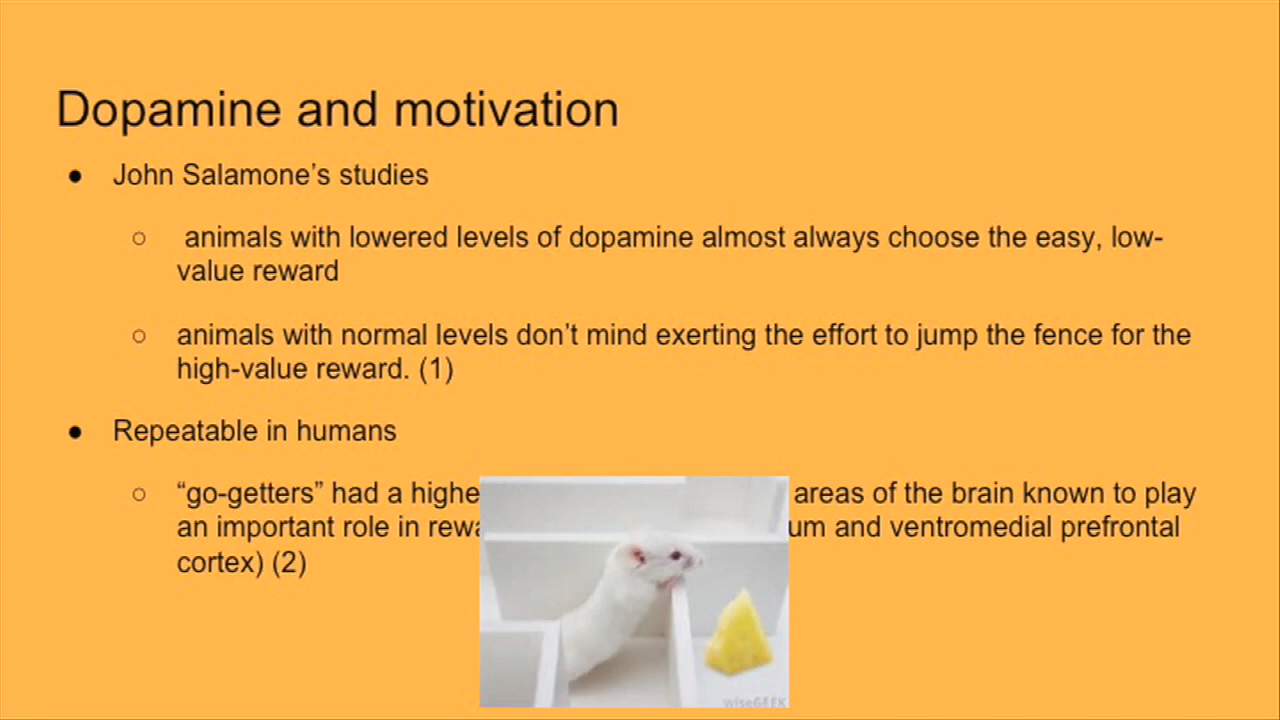 Dopamine and motivation
● John Salamone’s studies
○ animals with lowered levels of dopamine almost always choose the easy, low-
value reward
○ animals with normal levels don’t mind exerting the effort to jump the fence for the
high-value reward. (1)
● Repeatable in humans
○ “go-getters” had a highe areas of the brain known to play
an important role in rewa um and ventromedial prefrontal
cortex) (2)
wiseGEEK